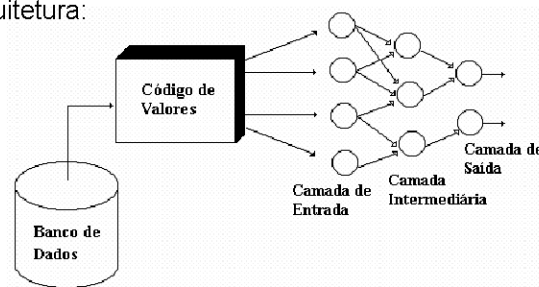 uitetura:
Código de
Valores
Camada de
Saída
Camada de
Entrada
Camada
Intermediária
Banco de
Dados